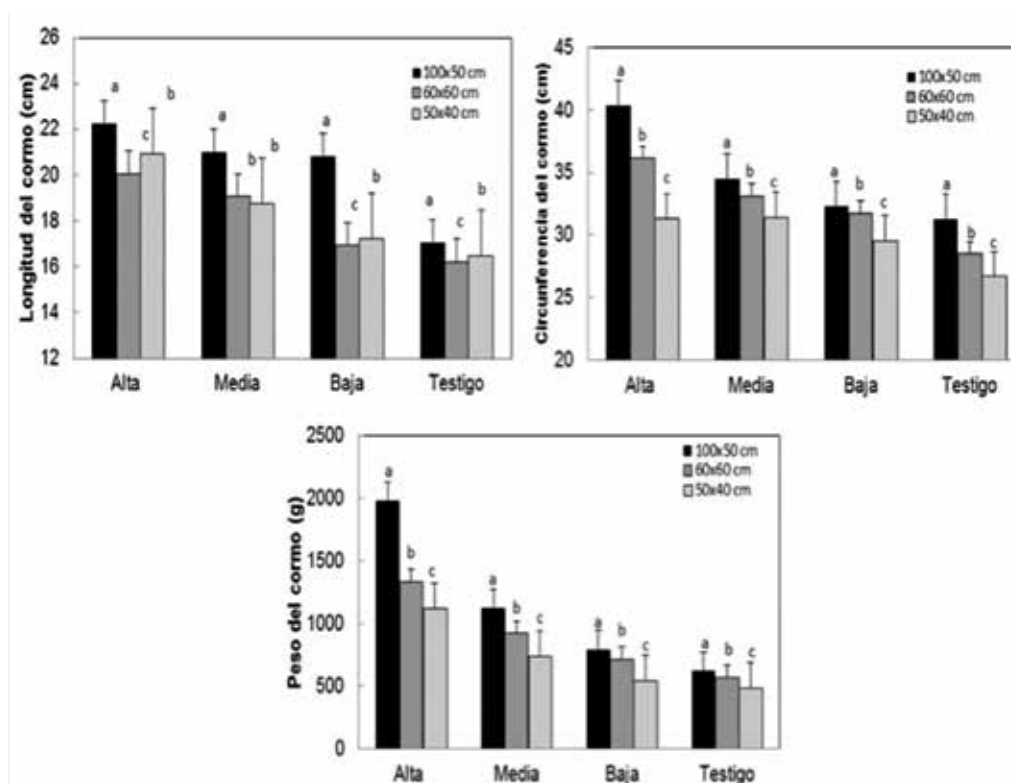 Longitud del cormo (cm)
26
24
22
20
18
16
14
12
100x50 cm
60x60 cm
50x40 cm
a
c
b
a
b
b
a
c
b
a
c
b
Alta
Media
Baja
Testigo
Circunferencia del cormo (cm)
45
40
35
30
25
20
100x50 cm
60x60 cm
50x40 cm
a
b
c
a
b
c
a
b
c
a
b
c
Alta
Media
Baja
Testigo
Peso del cormo (g)
2500
2000
1500
1000
500
0
100x50 cm
60x60 cm
50x40 cm
a
b
c
a
b
c
a
b
c
a
b
c
Alta
Media
Baja
Testigo